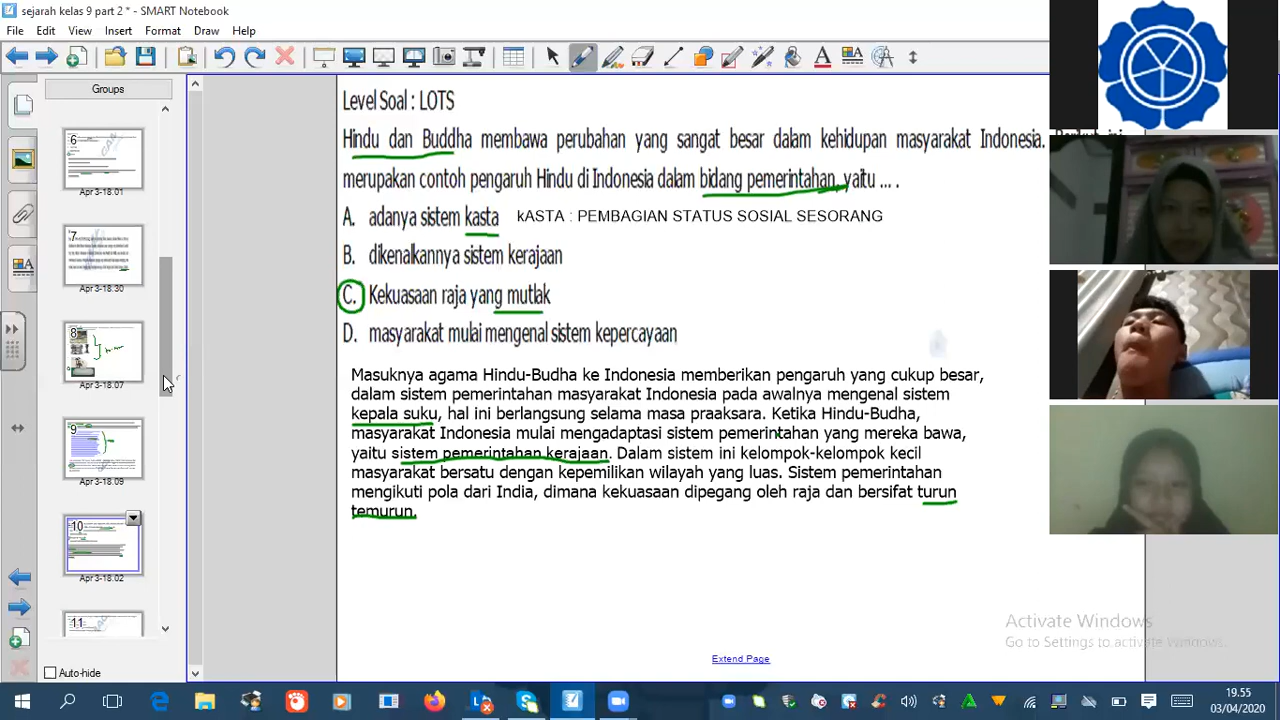 sejarah kelas 9 part 2 * - SMART Notebook
File Edit View Insert Format Draw Help
Groups
6
Apr 3-18.01
7
Apr 3-18.30
8
Apr 3-18.07
9
Apr 3-18.09
10
Apr 3-18.02
11
Auto-hide
Level Soal : LOTS
Hindu dan Buddha membawa perubahan yang sangat besar dalam kehidupan masyarakat Indonesia.
merupakan contoh pengaruh Hindu di Indonesia dalam bidang pemerintahan, yaitu ... .
A. adanya sistem kasta kASTA : PEMBAGIAN STATUS SOSIAL SESORANG
B. dikenalkannya sistem kerajaan
C. Kekuasaan raja yang mutlak
D. masyarakat mulai mengenal sistem kepercayaan
Masuknya agama Hindu-Budha ke Indonesia memberikan pengaruh yang cukup besar,
dalam sistem pemerintahan masyarakat Indonesia pada awalnya mengenal sistem
kepala suku, hal ini berlangsung selama masa praaksara. Ketika Hindu-Budha,
masyarakat Indonesia mulai mengadaptasi sistem pemerintahan yang mereka bawa,
yaitu sistem pemerintahan kerajaan. Dalam sistem ini kelompok-kelompok kecil
masyarakat bersatu dengan kepemilikan wilayah yang luas. Sistem pemerintahan
mengikuti pola dari India, dimana kekuasaan dipegang oleh raja dan bersifat turun
temurun.
Extend Page
Activate Windows
Go to Settings to activate Windows.
19.55
03/04/2020